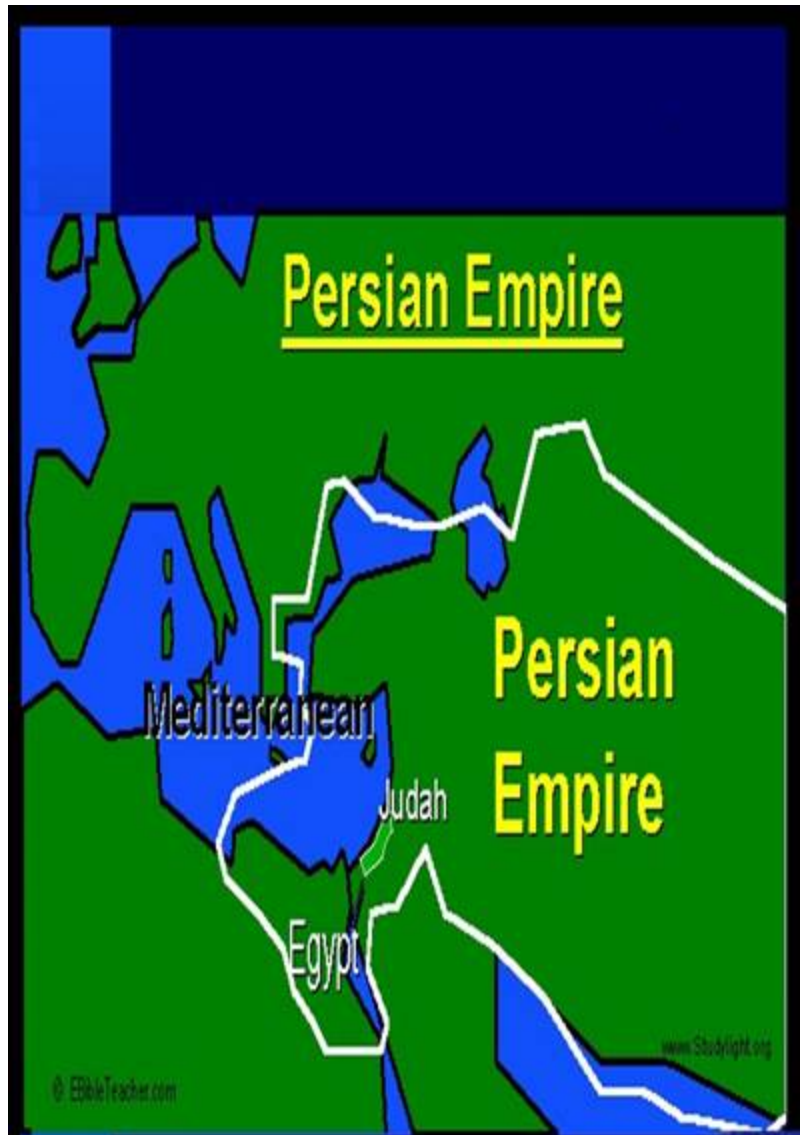 Persian Empire
Persian
Empire
Mediterranean
Judah
Egypt
www.Studylight.org
© EBibleTeacher.com